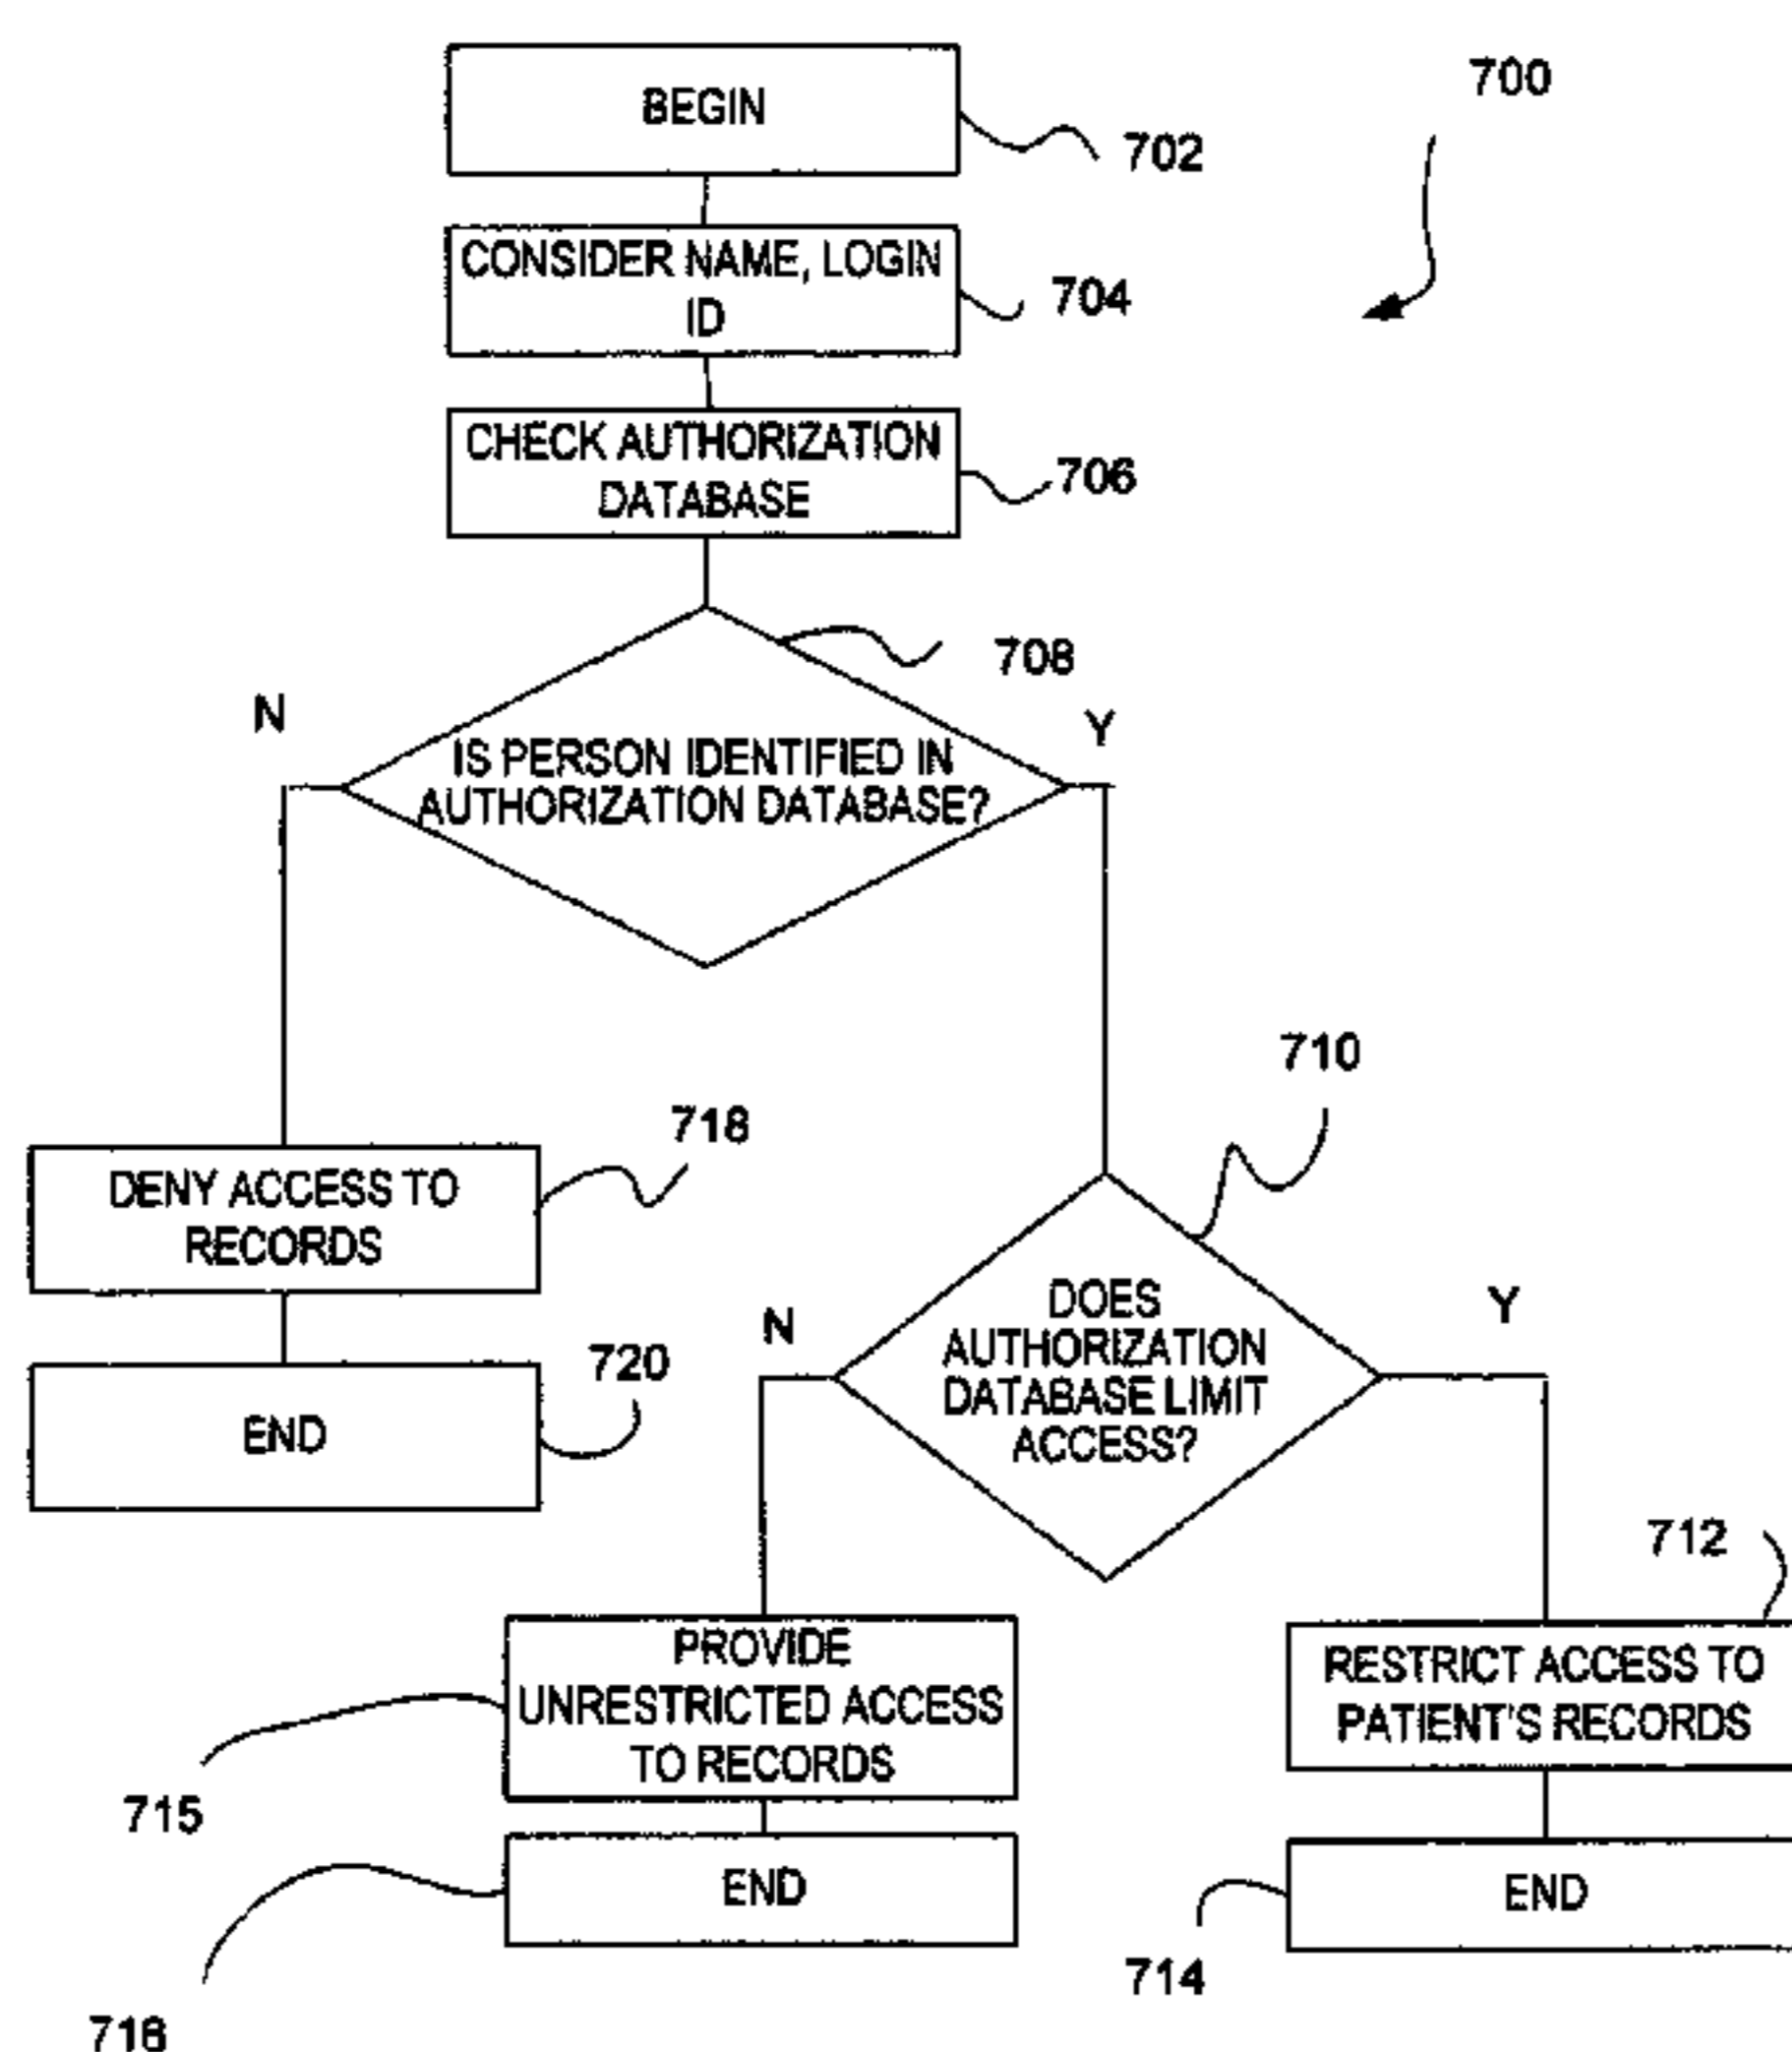 BEGIN
700
702
CONSIDER NAME, LOGIN
ID
704
CHECK AUTHORIZATION
DATABASE
706
708
N
Y
IS PERSON IDENTIFIED IN
AUTHORIZATION DATABASE?
710
718
DENY ACCESS TO
RECORDS
N
Y
DOES
AUTHORIZATION
DATABASE LIMIT
ACCESS?
720
END
712
PROVIDE
UNRESTRICTED ACCESS
TO RECORDS
RESTRICT ACCESS TO
PATIENT'S RECORDS
715
END
END
714
716